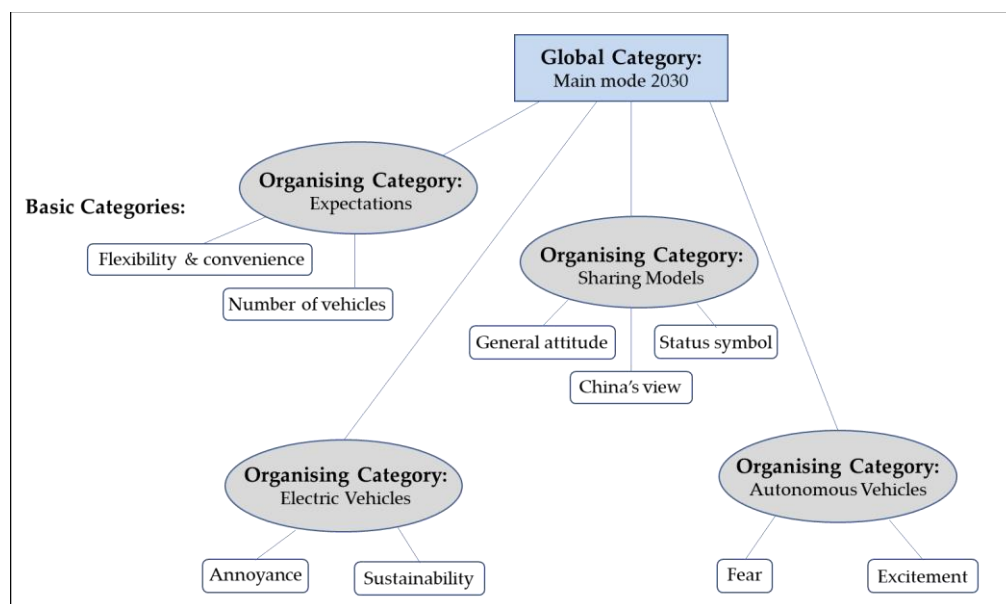 Global Category:
Main mode 2030
Organising Category:
Expectations
Basic Categories:
Flexibility & convenience
Number of vehicles
Organising Category:
Sharing Models
General attitude
Status symbol
China's view
Organising Category:
Electric Vehicles
Annoyance
Sustainability
Organising Category:
Autonomous Vehicles
Fear
Excitement